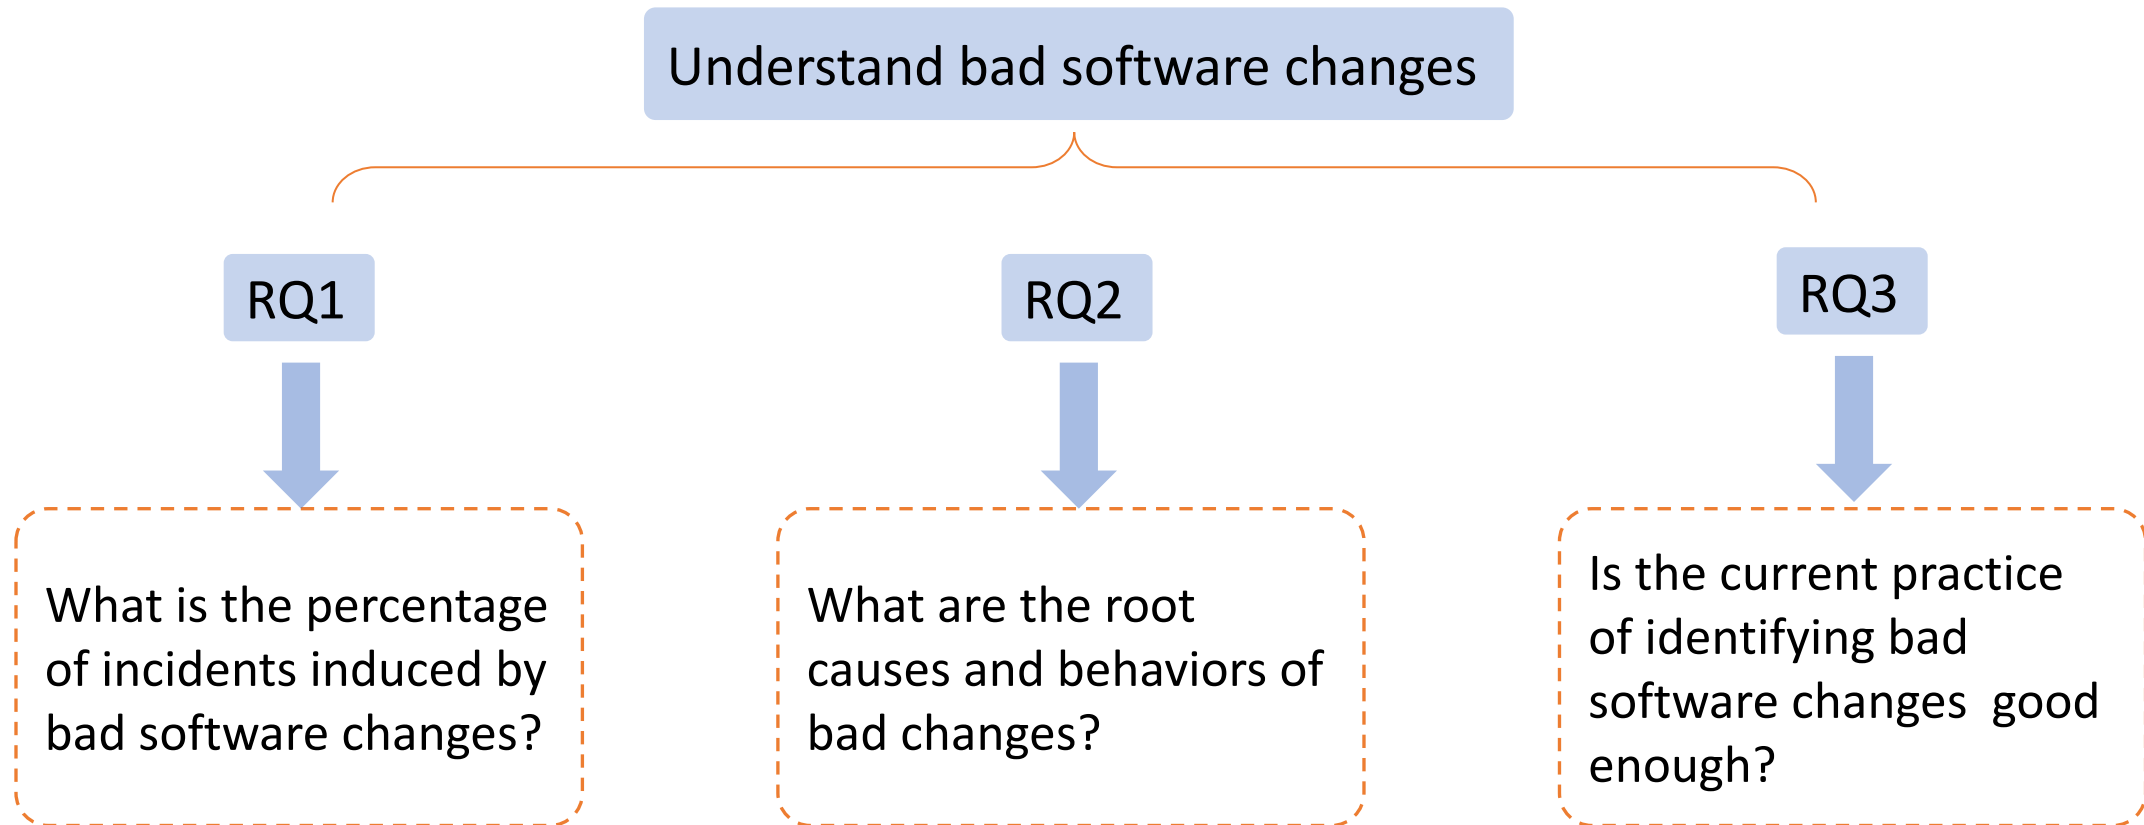 Understand bad software changes
RQ1
RQ2
RQ3
What is the percentage
of incidents induced by
bad software changes?
What are the root
causes and behaviors of
bad changes?
Is the current practice
of identifying bad
software changes  good
enough?